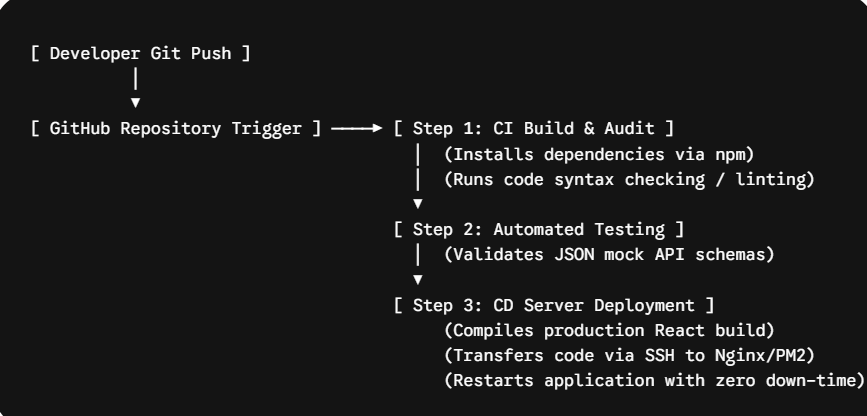 [ Developer Git Push ]
[ GitHub Repository Trigger ] ────► [ Step 1: CI Build & Audit ]
(Installs dependencies via npm)
(Runs code syntax checking / linting)
[ Step 2: Automated Testing ]
(Validates JSON mock API schemas)
[ Step 3: CD Server Deployment ]
(Compiles production React build)
(Transfers code via SSH to Nginx/PM2)
(Restarts application with zero down-time)